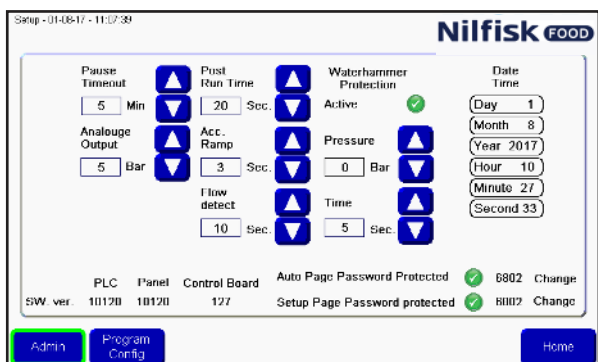 Setup - 01-08-17 - 11:07:39
Nilfisk FOOD
Pause Timeout
5 Min
Post Run Time
20 Sec.
Waterhammer Protection
Active
Date Time
Day 1
Month 8
Year 2017
Hour 10
Minute 27
Second 33
Analouge Output
5 Bar
Acc. Ramp
3 Sec.
Pressure
0 Bar
Flow detect
10 Sec.
Time
5 Sec.
PLC Panel Control Board
SW. ver. 10120 10120 127
Auto Page Password Protected 6802 Change
Setup Page Password protected 6002 Change
Admin
Program Config
Home